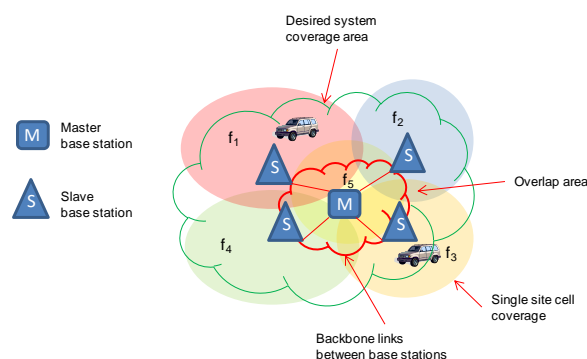 Desired system
coverage area
M
Master
base station
S
Slave
base station
f1
f2
S
S
f5
Overlap area
M
S
S
f4
f3
Single site cell
coverage
Backbone links
between base stations